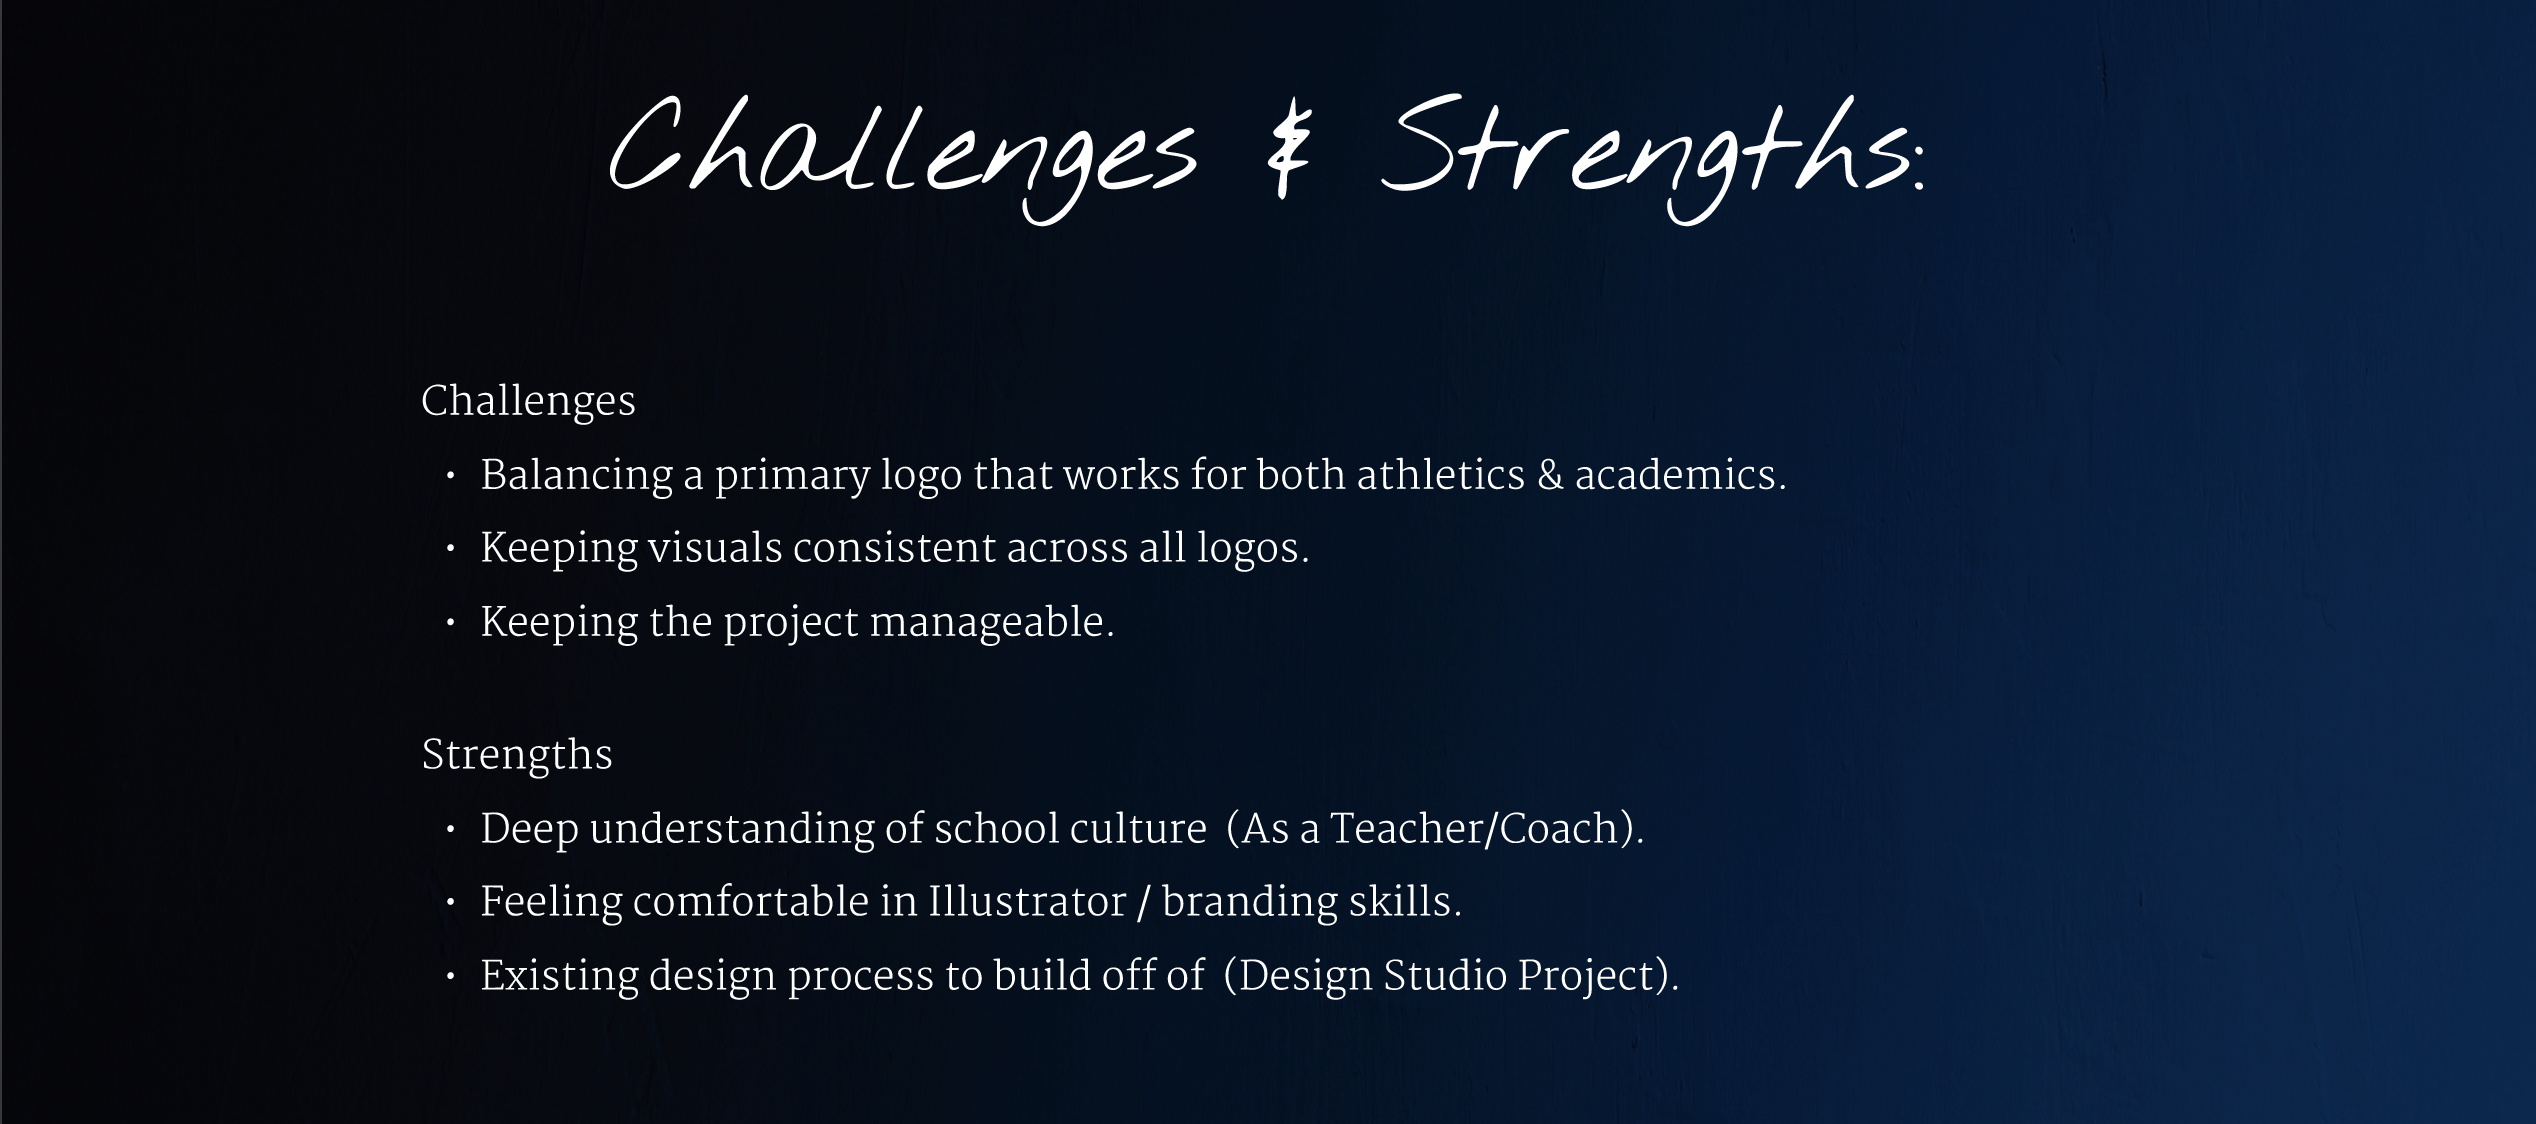 Challenges & Strengths:
Challenges
• Balancing a primary logo that works for both athletics & academics.
• Keeping visuals consistent across all logos.
• Keeping the project manageable.
Strengths
• Deep understanding of school culture (As a Teacher/Coach).
• Feeling comfortable in Illustrator / branding skills.
• Existing design process to build off of (Design Studio Project).